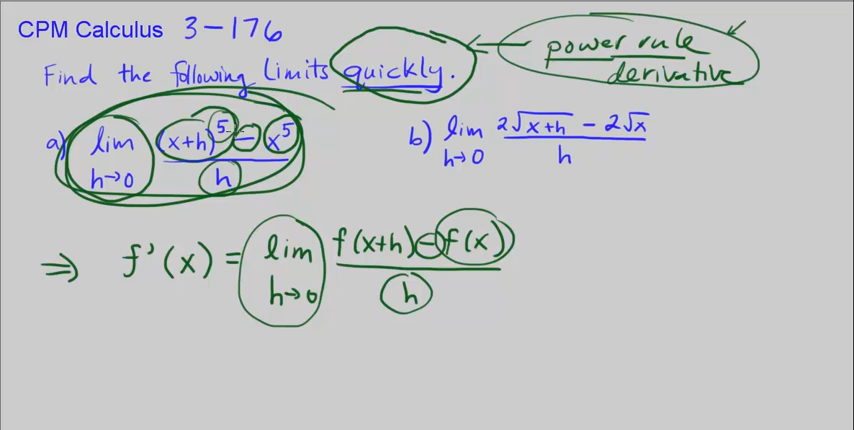 CPM Calculus 3-176
power rule
derivative
Find the following Limits quickly.
a) lim h→0 (x+h)^5 - x^5 / h
b) lim h→0 2√x+h - 2√x / h
⇒ f'(x) = lim h→0 f(x+h) - f(x) / h